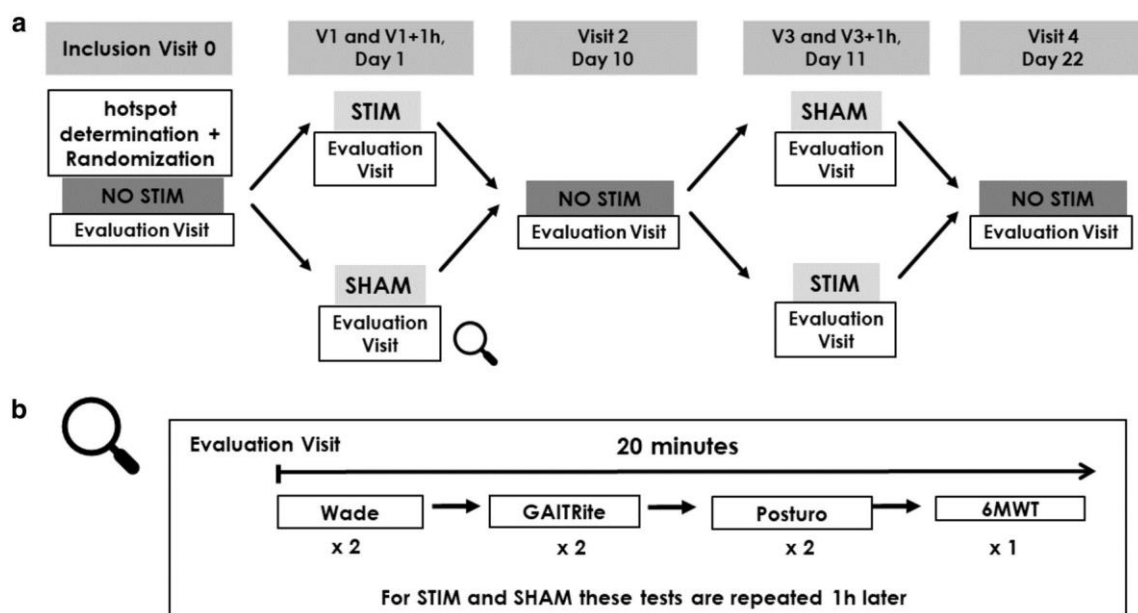 a
Inclusion Visit 0
V1 and V1+1h,
Day 1
Visit 2
Day 10
V3 and V3+1h,
Day 11
Visit 4
Day 22
hotspot
determination +
Randomization
NO STIM
Evaluation Visit
STIM
Evaluation
Visit
SHAM
Evaluation
Visit
NO STIM
Evaluation Visit
SHAM
Evaluation
Visit
STIM
Evaluation
Visit
NO STIM
Evaluation Visit
b
Evaluation Visit
20 minutes
Wade
GAITRite
Posturo
6MWT
x 2
x 2
x 2
x 1
For STIM and SHAM these tests are repeated 1h later